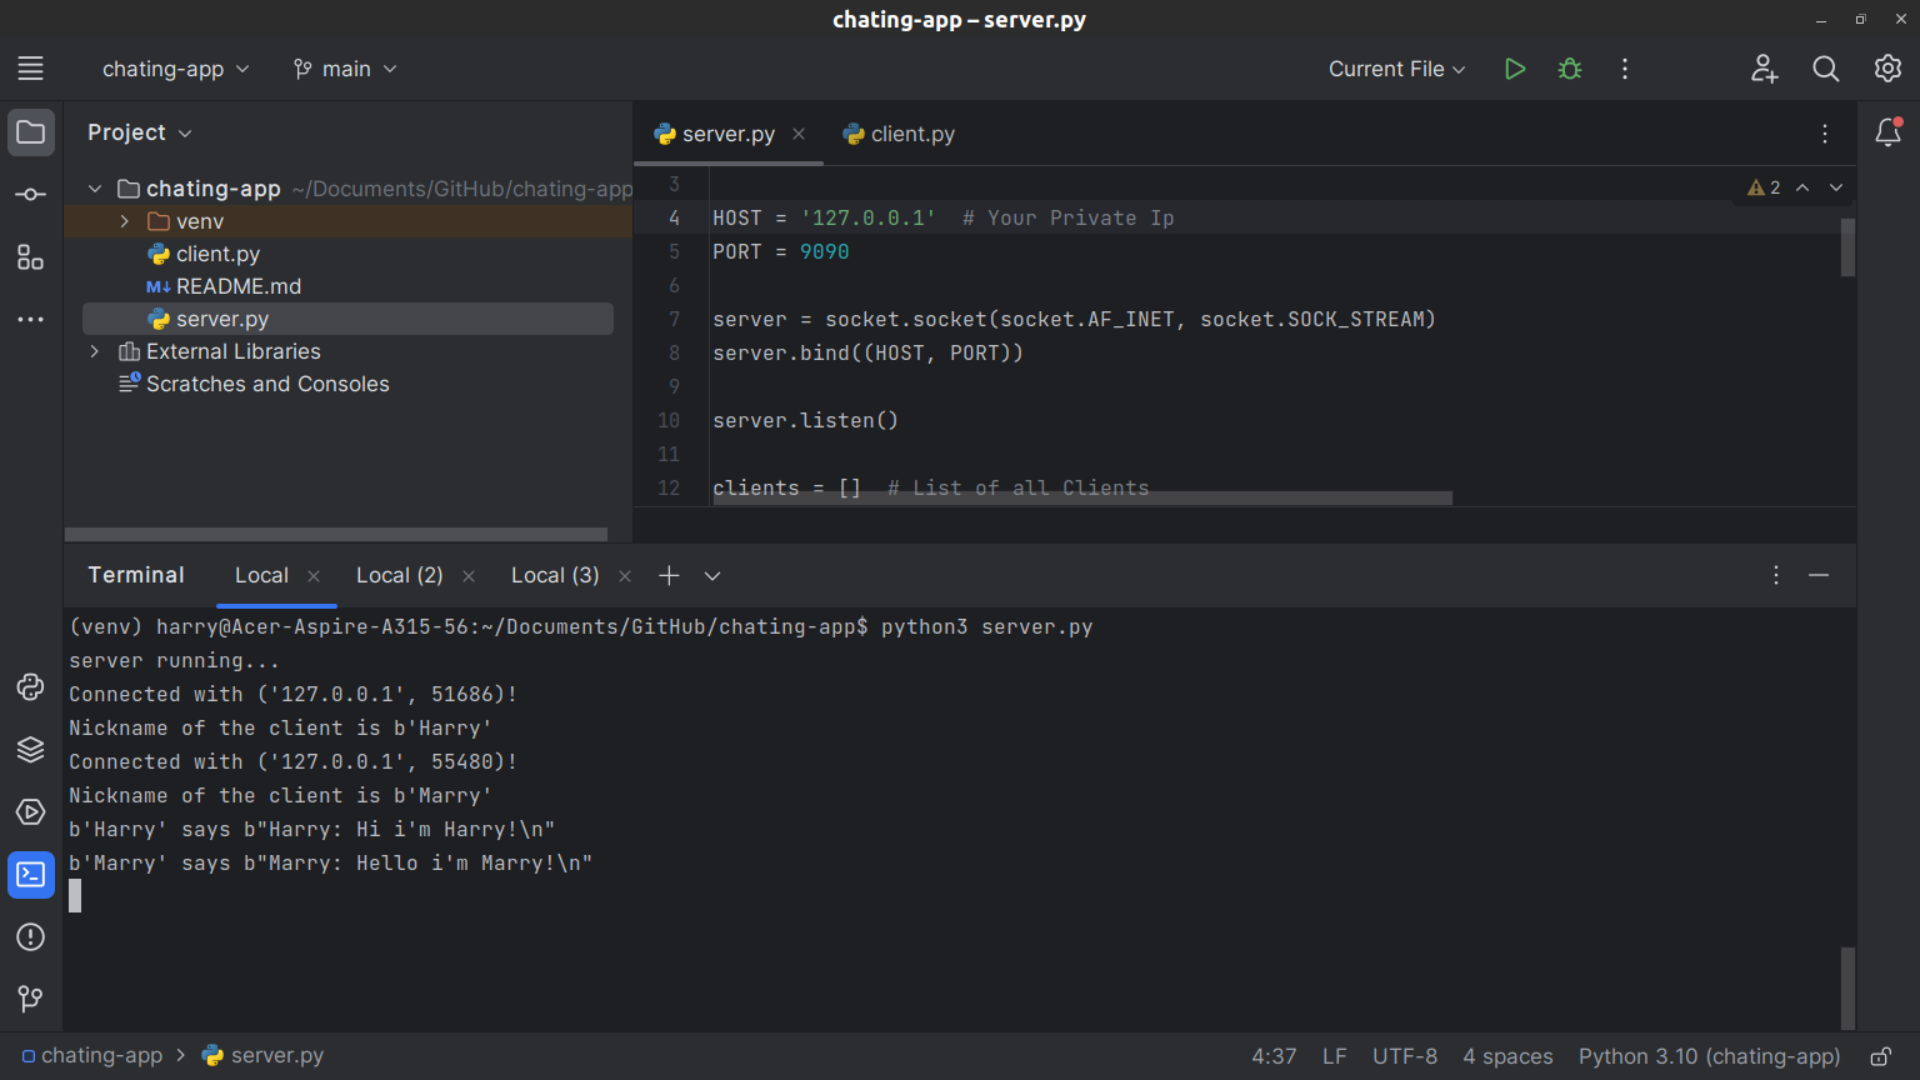 chating-app – server.py
chating-app
main
Current File
Project
chating-app ~/Documents/GitHub/chating-app
venv
client.py
README.md
server.py
External Libraries
Scratches and Consoles
server.py
client.py
2
3
4 HOST = '127.0.0.1'  # Your Private Ip
5 PORT = 9090
6
7 server = socket.socket(socket.AF_INET, socket.SOCK_STREAM)
8 server.bind((HOST, PORT))
9
10 server.listen()
11
12 clients = []  # List of all Clients
Terminal Local Local (2) Local (3)
(venv) harry@Acer-Aspire-A315-56:~/Documents/GitHub/chating-app$ python3 server.py
server running...
Connected with ('127.0.0.1', 51686)!
Nickname of the client is b'Harry'
Connected with ('127.0.0.1', 55480)!
Nickname of the client is b'Marry'
b'Harry' says b"Harry: Hi i'm Harry!\n"
b'Marry' says b"Marry: Hello i'm Marry!\n"
chating-app > server.py
4:37 LF UTF-8 4 spaces Python 3.10 (chating-app)